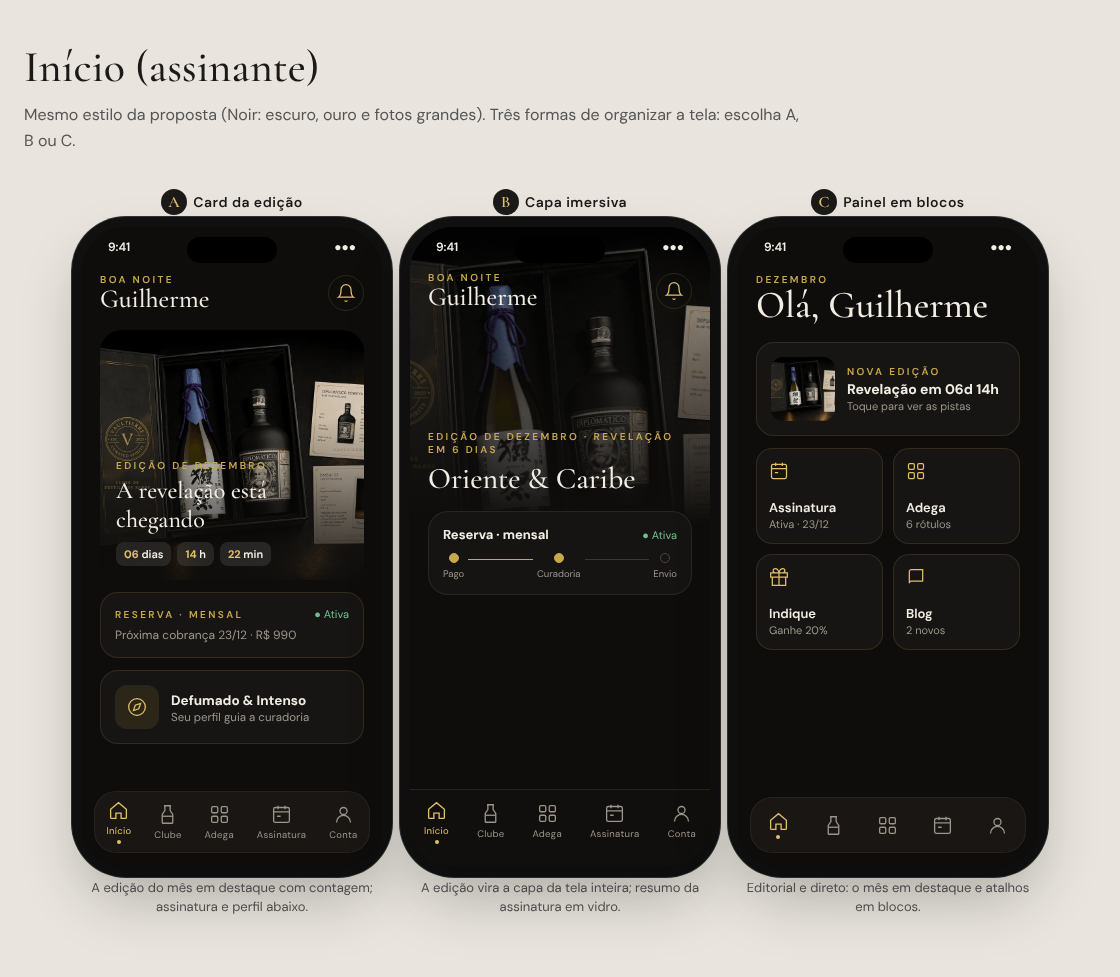 Início (assinante)
Mesmo estilo da proposta (Noir: escuro, ouro e fotos grandes). Três formas de organizar a tela: escolha A,
B ou C.
A Card da edição
9:41
BOA NOITE
Guilherme
V
EDIÇÃO DE DEZEMBRO
A revelação está
chegando
06 dias 14 h 22 min
RESERVA · MENSAL
Ativa
Próxima cobrança 23/12 · R$ 990
Defumado & Intenso
Seu perfil guia a curadoria
Início Clube Adega Assinatura Conta
A edição do mês em destaque com contagem;
assinatura e perfil abaixo.
B Capa imersiva
9:41
BOA NOITE
Guilherme
DIPLOMÁTICO
EDIÇÃO DE DEZEMBRO · REVELAÇÃO
EM 6 DIAS
Oriente & Caribe
Reserva · mensal
Ativa
Pago Curadoria Envio
Início Clube Adega Assinatura Conta
A edição vira a capa da tela inteira; resumo da
assinatura em vidro.
C Painel em blocos
9:41
DEZEMBRO
Olá, Guilherme
NOVA EDIÇÃO
Revelação em 06d 14h
Toque para ver as pistas
Assinatura
Ativa · 23/12
Adega
6 rótulos
Indique
Ganhe 20%
Blog
2 novos
Editorial e direto: o mês em destaque e atalhos
em blocos.